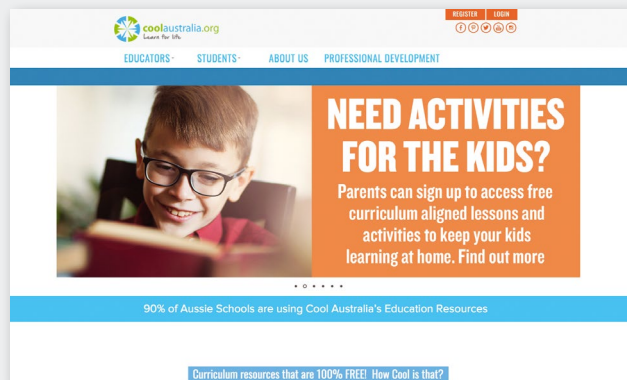 REGISTER LOGIN
coolaustralia.org
Learn for life
EDUCATORS STUDENTS ABOUT US PROFESSIONAL DEVELOPMENT
NEED ACTIVITIES
FOR THE KIDS?
Parents can sign up to access free
curriculum aligned lessons and
activities to keep your kids
learning at home. Find out more
90% of Aussie Schools are using Cool Australia's Education Resources
Curriculum resources that are 100% FREE! How Cool is that?